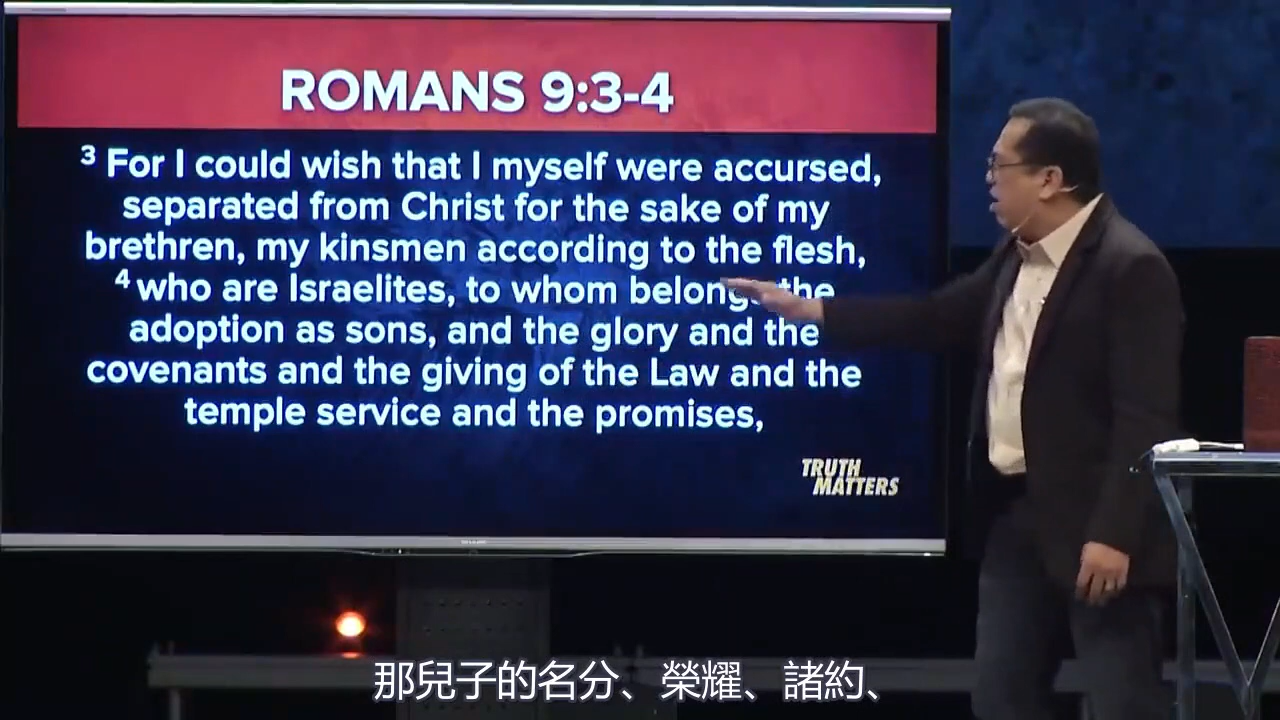 ROMANS 9:3-4
3 For I could wish that I myself were accursed,
separated from Christ for the sake of my
brethren, my kinsmen according to the flesh,
4 who are Israelites, to whom belongs the
adoption as sons, and the glory and the
covenants and the giving of the Law and the
temple service and the promises,
TRUTH
MATTERS
那兒子的名分、榮耀、諸約、